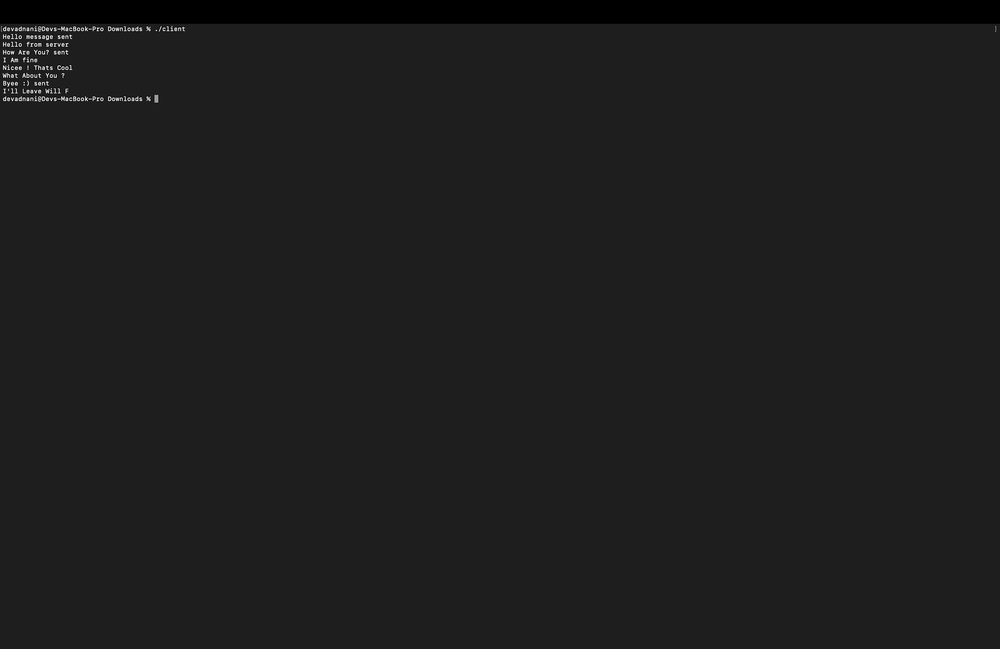 [devadnani@Devs-MacBook-Pro Downloads % ./client ]
Hello message sent
Hello from server
How Are You? sent
I Am fine
Nicee ! Thats Cool
What About You ?
Byee :) sent
I'll Leave Will F
devadnani@Devs-MacBook-Pro Downloads %